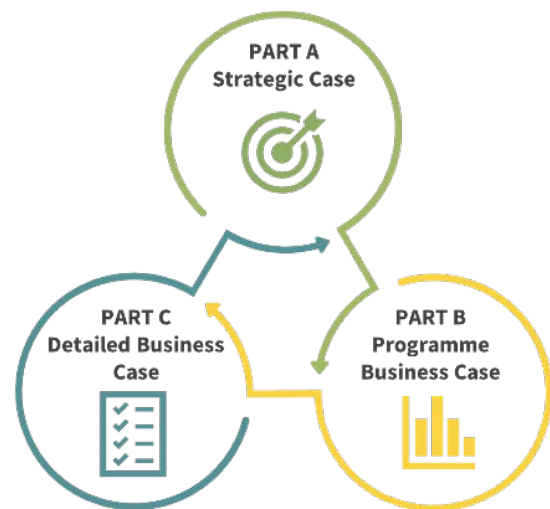 PART A
Strategic Case
PART C
Detailed Business
Case
PART B
Programme
Business Case